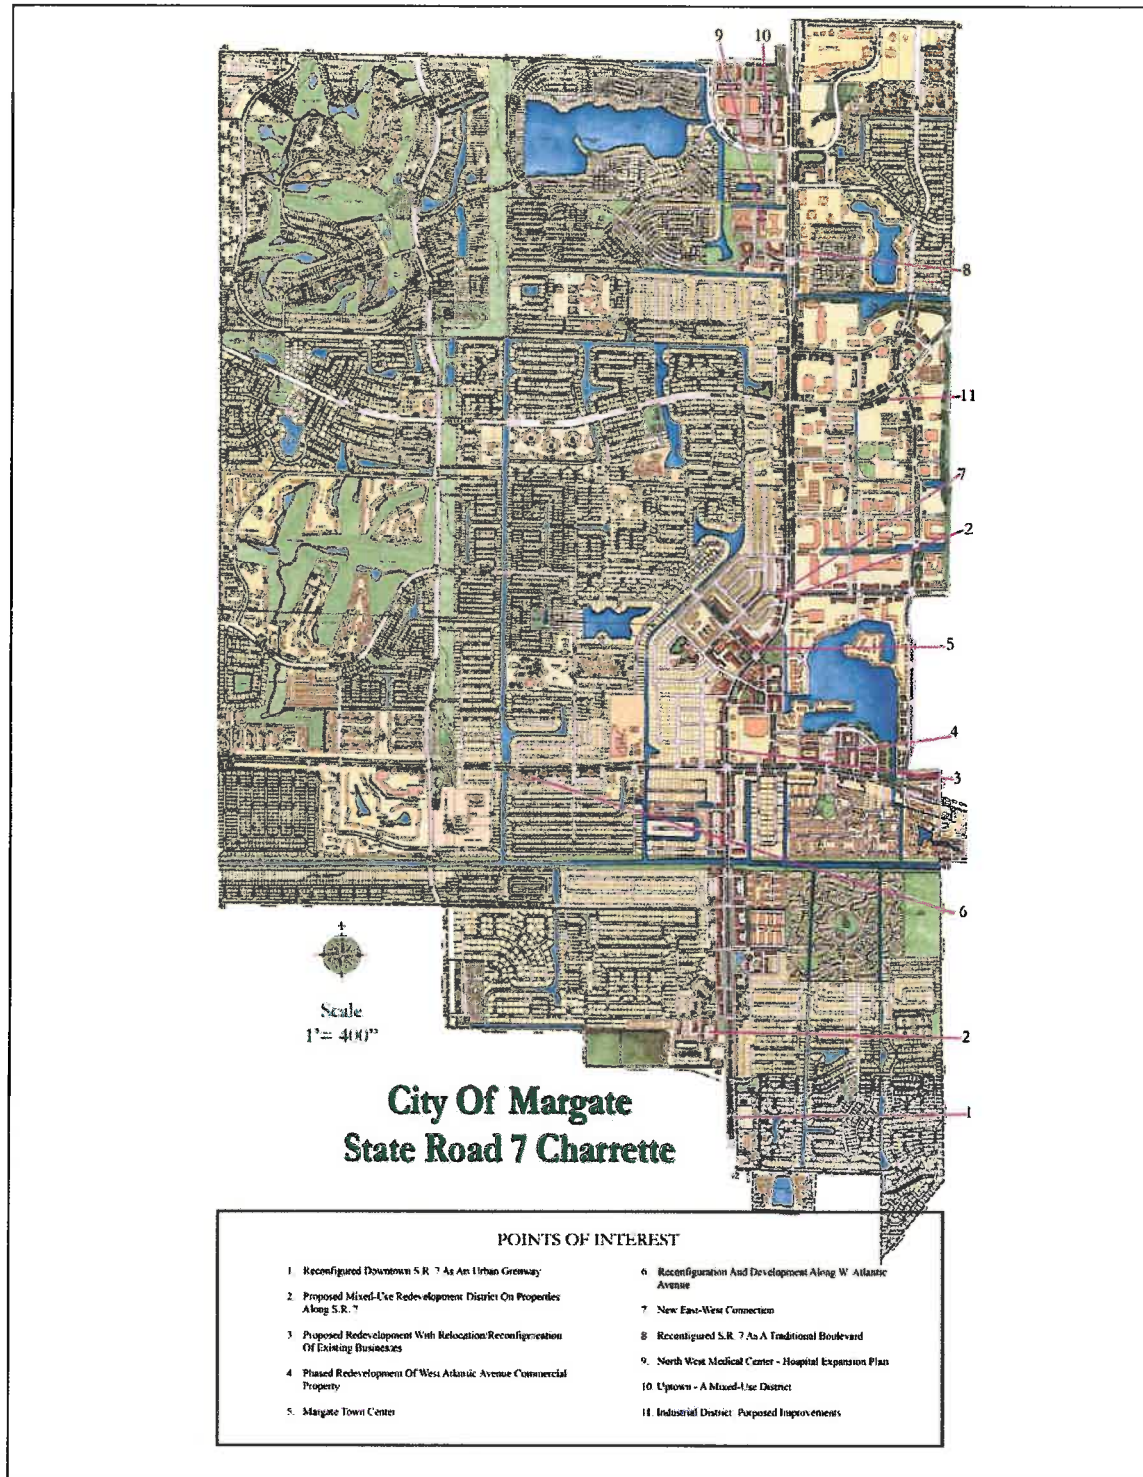 9
10
8
11
7
2
5
4
3
6
2
1
Scale
1'= 400"
City Of Margate
State Road 7 Charrette
POINTS OF INTEREST
1. Reconfigured Downtown S.R. 7 As An Urban Greenway
2. Proposed Mixed-Use Redevelopment District On Properties
Along S.R. 7
3. Proposed Redevelopment With Relocation/Reconfiguration
Of Existing Businesses
4. Phased Redevelopment Of West Atlantic Avenue Commercial
Property
5. Margate Town Center
6. Reconfiguration And Development Along W. Atlantic
Avenue
7. New East-West Connection
8. Reconfigured S.R. 7 As A Traditional Boulevard
9. North West Medical Center - Hospital Expansion Plan
10. Uptown - A Mixed-Use District
11. Industrial District: Purposed Improvements